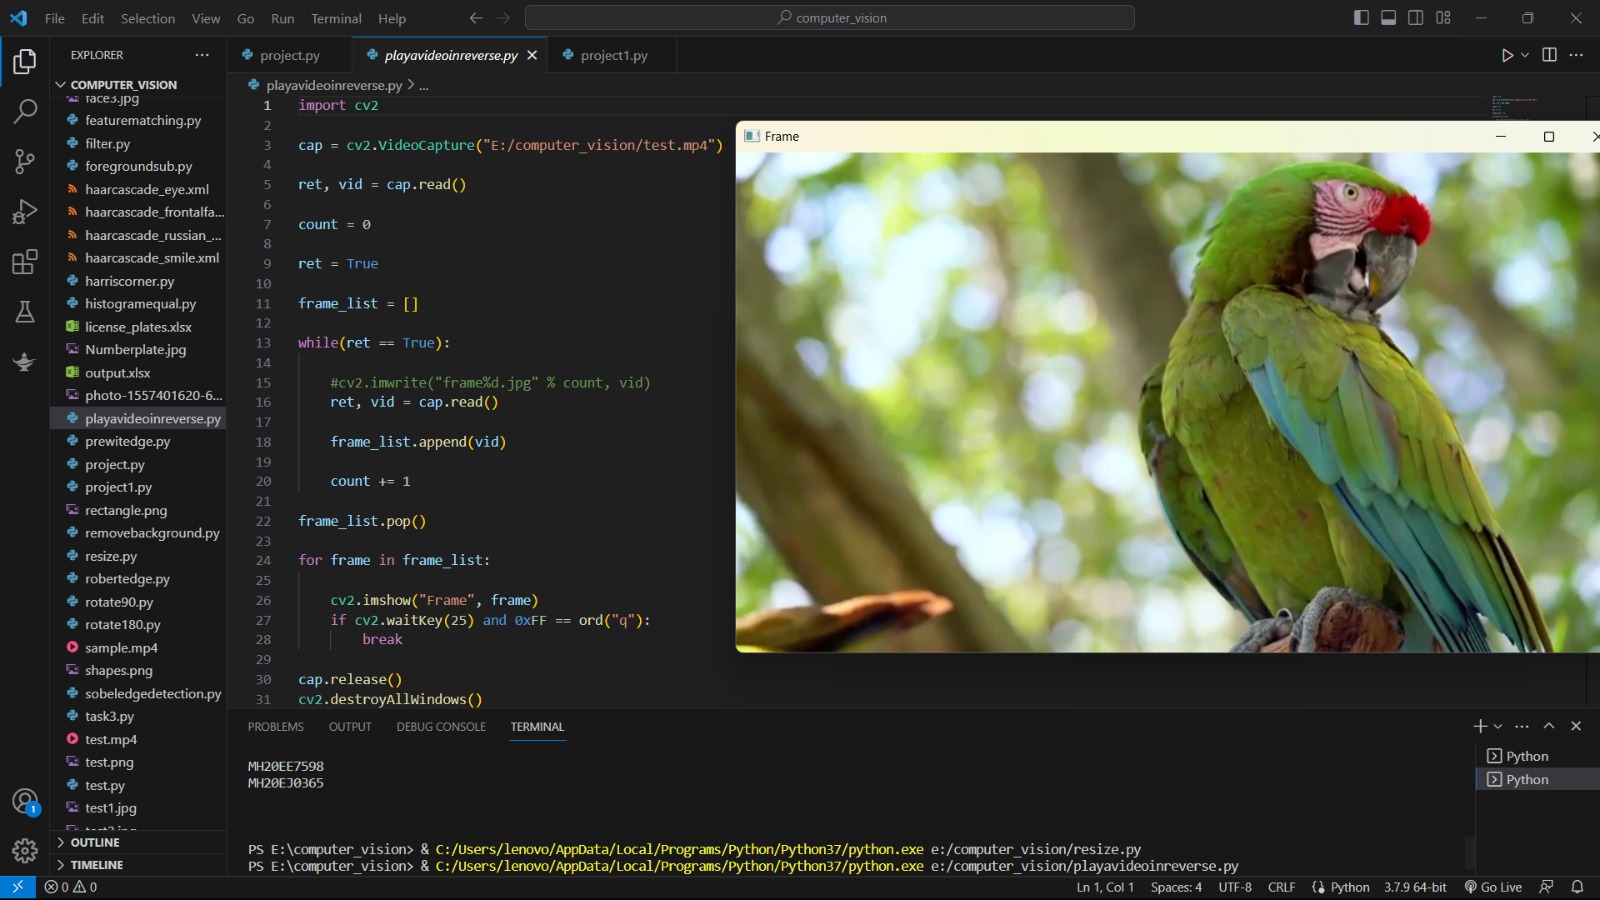 File Edit Selection View Go Run Terminal Help
computer_vision
EXPLORER
COMPUTER_VISION
face3.jpg
featurematching.py
filter.py
foregroundsub.py
haarcascade_eye.xml
haarcascade_frontalfa...
haarcascade_russian_...
haarcascade_smile.xml
harriscorner.py
histogramequal.py
license_plates.xlsx
Numberplate.jpg
output.xlsx
photo-1557401620-6...
playavideoinreverse.py
prewitedge.py
project.py
project1.py
rectangle.png
removebackground.py
resize.py
robertedge.py
rotate90.py
rotate180.py
sample.mp4
shapes.png
sobeledgedetection.py
task3.py
test.mp4
test.png
test.py
test1.jpg
OUTLINE
TIMELINE
project.py playavideoinreverse.py project1.py
playavideoinreverse.py > ...
1 import cv2
2
3 cap = cv2.VideoCapture("E:/computer_vision/test.mp4")
4
5 ret, vid = cap.read()
6
7 count = 0
8
9 ret = True
10
11 frame_list = []
12
13 while(ret == True):
14
15 #cv2.imwrite("frame%d.jpg" % count, vid)
16 ret, vid = cap.read()
17
18 frame_list.append(vid)
19
20 count += 1
21
22 frame_list.pop()
23
24 for frame in frame_list:
25
26 cv2.imshow("Frame", frame)
27 if cv2.waitKey(25) and 0xFF == ord("q"):
28 break
29
30 cap.release()
31 cv2.destroyAllWindows()
Frame
PROBLEMS OUTPUT DEBUG CONSOLE TERMINAL
MH20EE7598
MH20EJ0365
PS E:\computer_vision> & C:/Users/lenovo/AppData/Local/Programs/Python/Python37/python.exe e:/computer_vision/resize.py
PS E:\computer_vision> & C:/Users/lenovo/AppData/Local/Programs/Python/Python37/python.exe e:/computer_vision/playavideoinreverse.py
Python
Python
1
0 0
Ln 1, Col 1 Spaces: 4 UTF-8 CRLF Python 3.7.9 64-bit Go Live